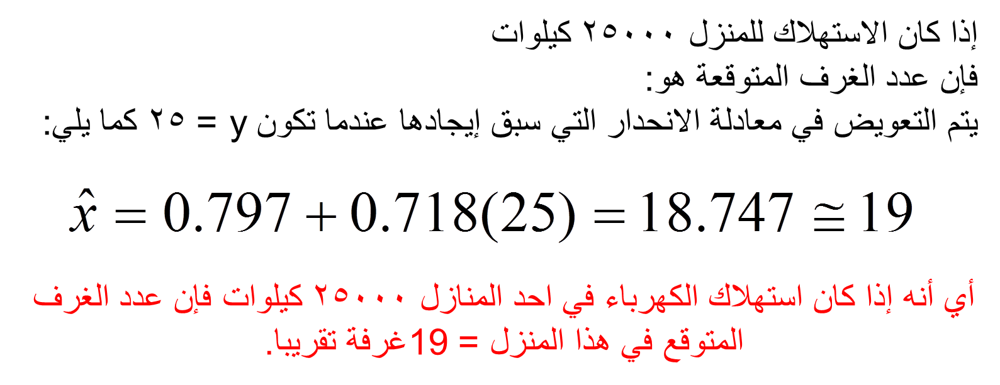 إذا كان الاستهلاك للمنزل ٢٥٠٠٠ كيلوات
فإن عدد الغرف المتوقعة هو:
يتم التعويض في معادلة الانحدار التي سبق إيجادها عندما تكون y = ٢٥ كما يلي:
x̂ = 0.797 + 0.718(25) = 18.747 ≅ 19
أي أنه إذا كان استهلاك الكهرباء في احد المنازل ٢٥٠٠٠ كيلوات فإن عدد الغرف
المتوقع في هذا المنزل = 19غرفة تقريبا.